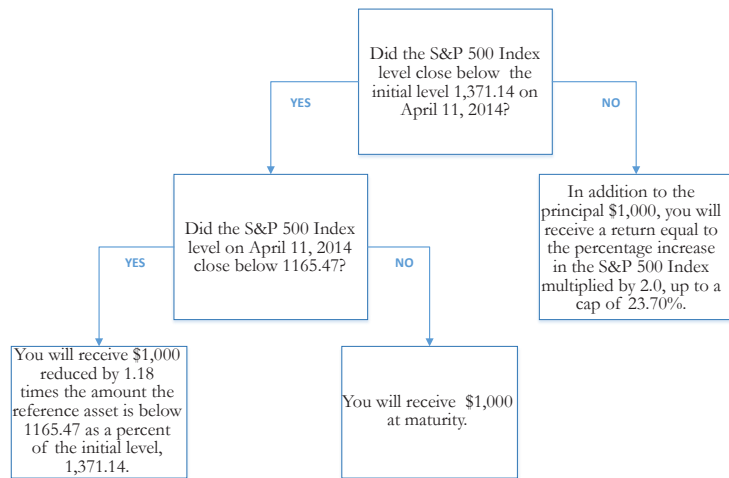 Did the S&P 500 Index
level close below the
initial level 1,371.14 on
April 11, 2014?
YES
NO
Did the S&P 500 Index
level on April 11, 2014
close below 1165.47?
In addition to the
principal $1,000, you will
receive a return equal to
the percentage increase
in the S&P 500 Index
multiplied by 2.0, up to a
cap of 23.70%.
YES
NO
You will receive $1,000
reduced by 1.18
times the amount the
reference asset is below
1165.47 as a percent
of the initial level,
1,371.14.
You will receive $1,000
at maturity.